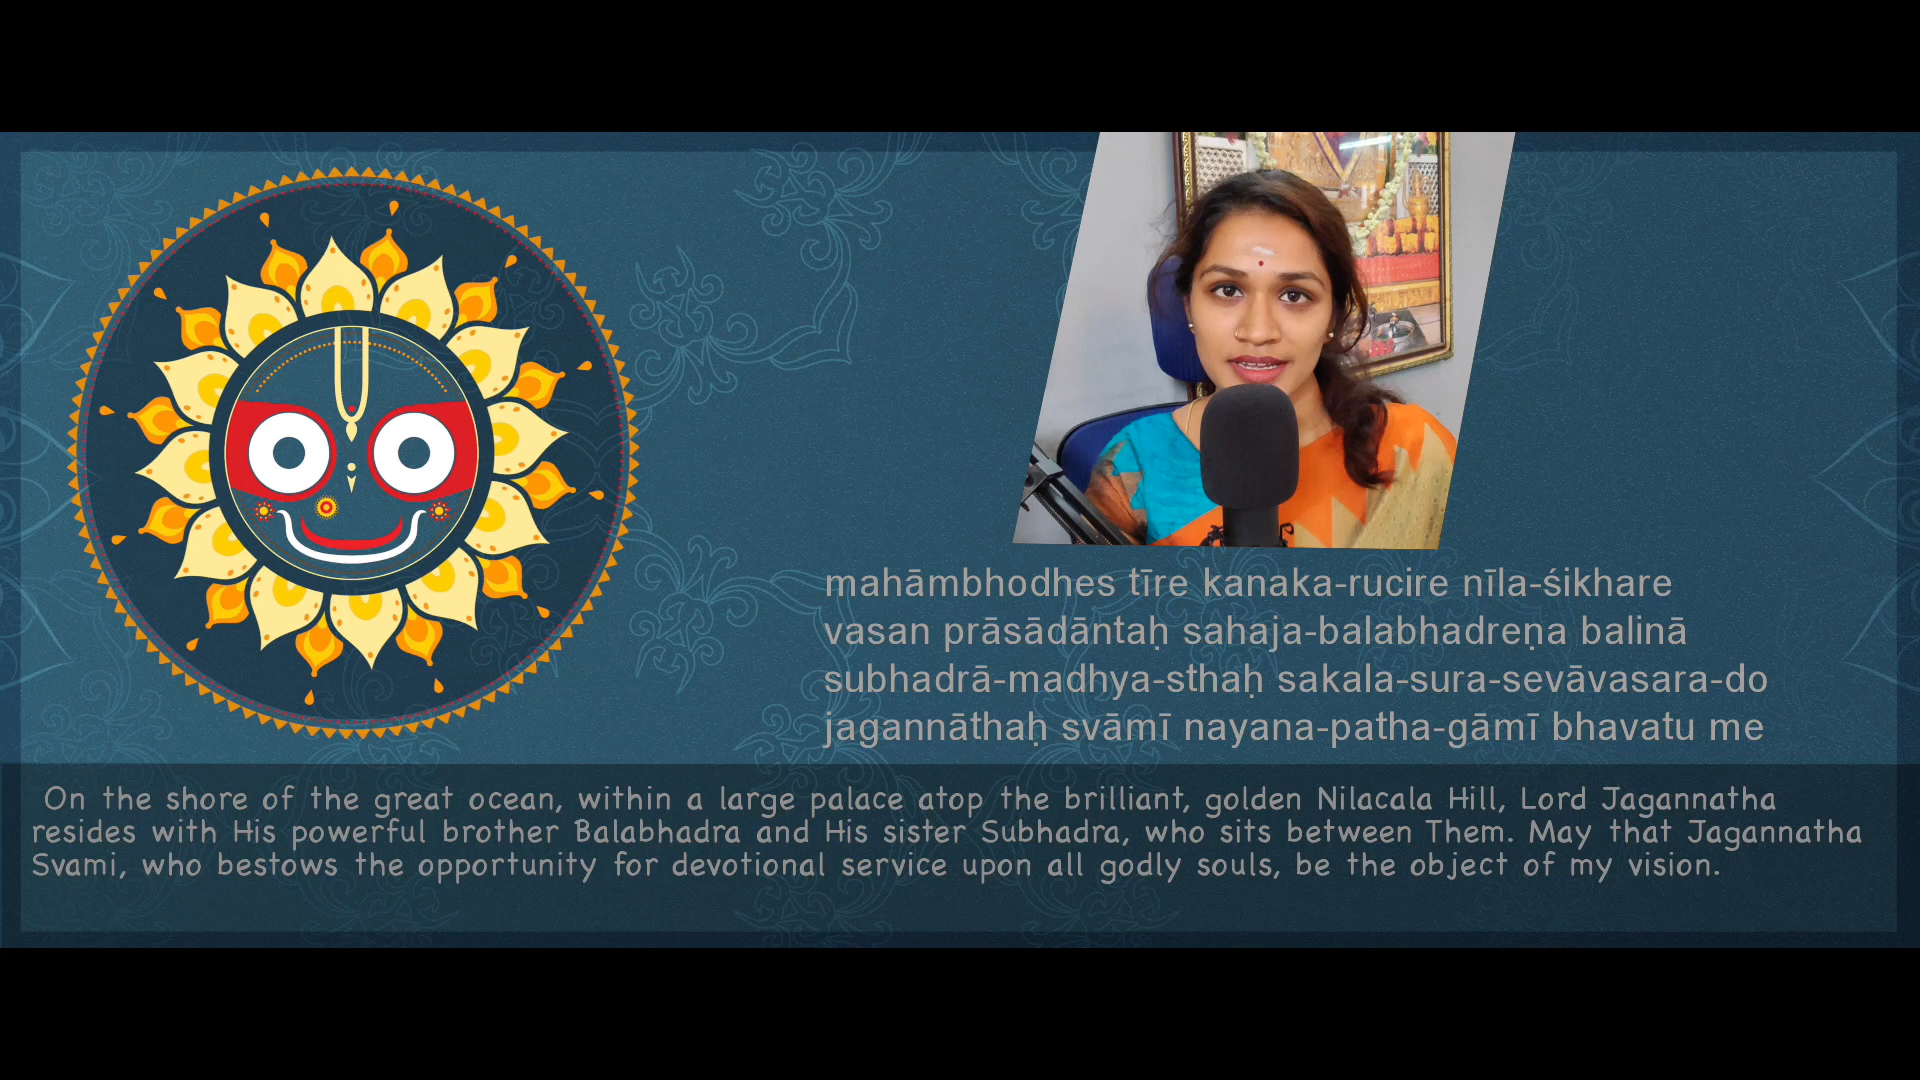 mahāmbhodhes tīre kanaka-rucire nīla-śikhare
vasan prāsādāntaḥ sahaja-balabhadreṇa balinā
subhadrā-madhya-sthaḥ sakala-sura-sevāvasara-do
jagannāthaḥ svāmī nayana-patha-gāmī bhavatu me
On the shore of the great ocean, within a large palace atop the brilliant, golden Nilacala Hill, Lord Jagannatha
resides with His powerful brother Balabhadra and His sister Subhadra, who sits between Them. May that Jagannatha
Svami, who bestows the opportunity for devotional service upon all godly souls, be the object of my vision.